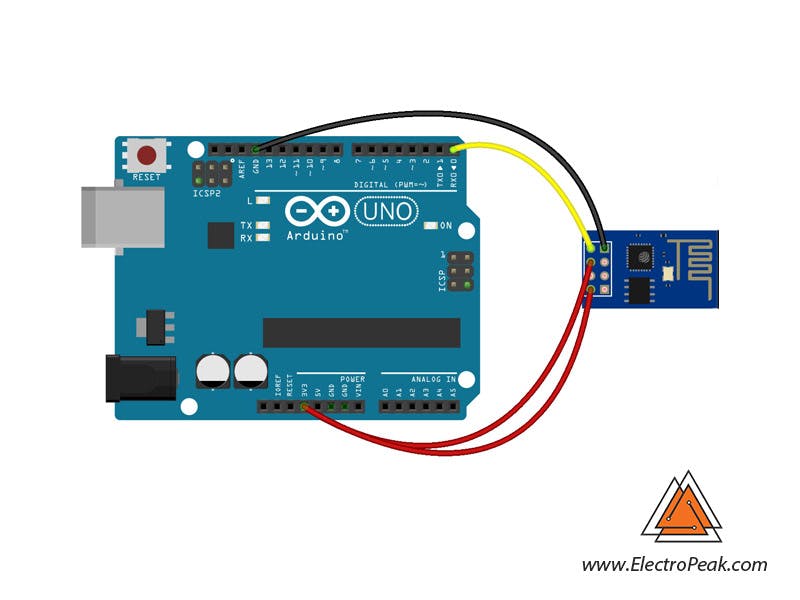 RESET
ICSP2
AREF
GND
13
12
~11
~10
~9
8
7
~6
~5
4
~3
2
TX0▶1
RX0◀0
DIGITAL (PWM=~)
L
TX
RX
UNO
ON
Arduino™
1
ICSP
POWER
ANALOG IN
IOREF
RESET
3V3
5V
GND
GND
VIN
A0
A1
A2
A3
A4
A5
www.ElectroPeak.com